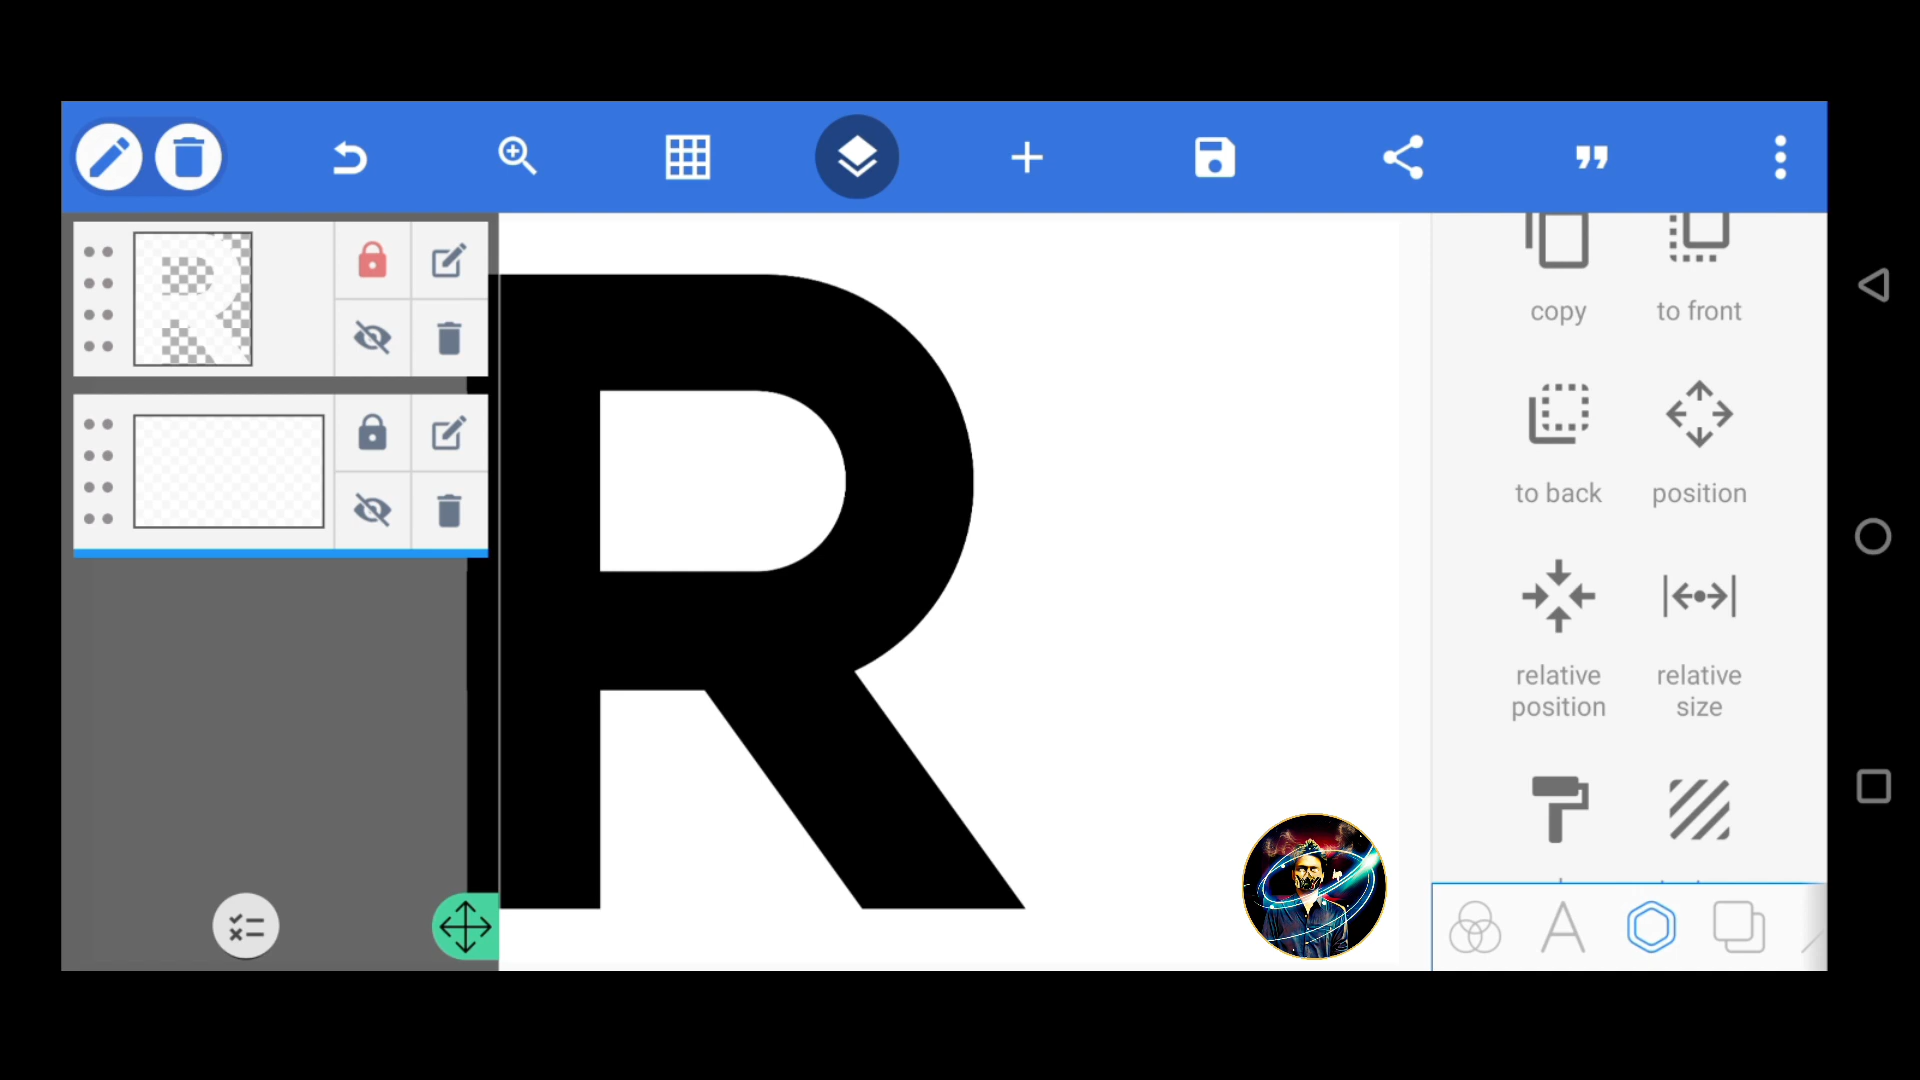 R
copy
to front
to back
position
relative
position
relative
size